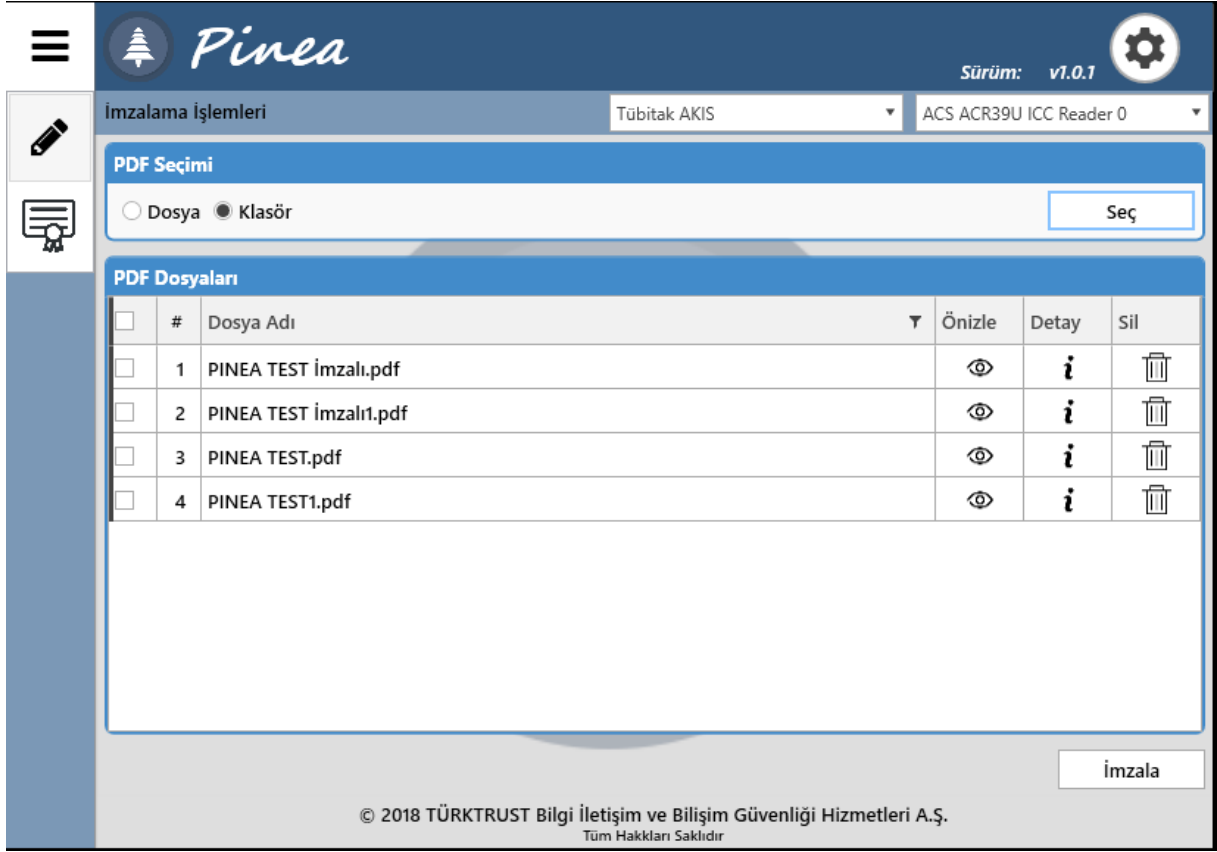 Pinea
Sürüm: v1.0.1
İmzalama İşlemleri Tübitak AKIS ACS ACR39U ICC Reader 0
PDF Seçimi
Dosya Klasör Seç
PDF Dosyaları
# Dosya Adı Önizle Detay Sil
1 PINEA TEST İmzalı.pdf
2 PINEA TEST İmzalı1.pdf
3 PINEA TEST.pdf
4 PINEA TEST1.pdf
İmzala
© 2018 TÜRKTRUST Bilgi İletişim ve Bilişim Güvenliği Hizmetleri A.Ş.
Tüm Hakkları Saklıdır